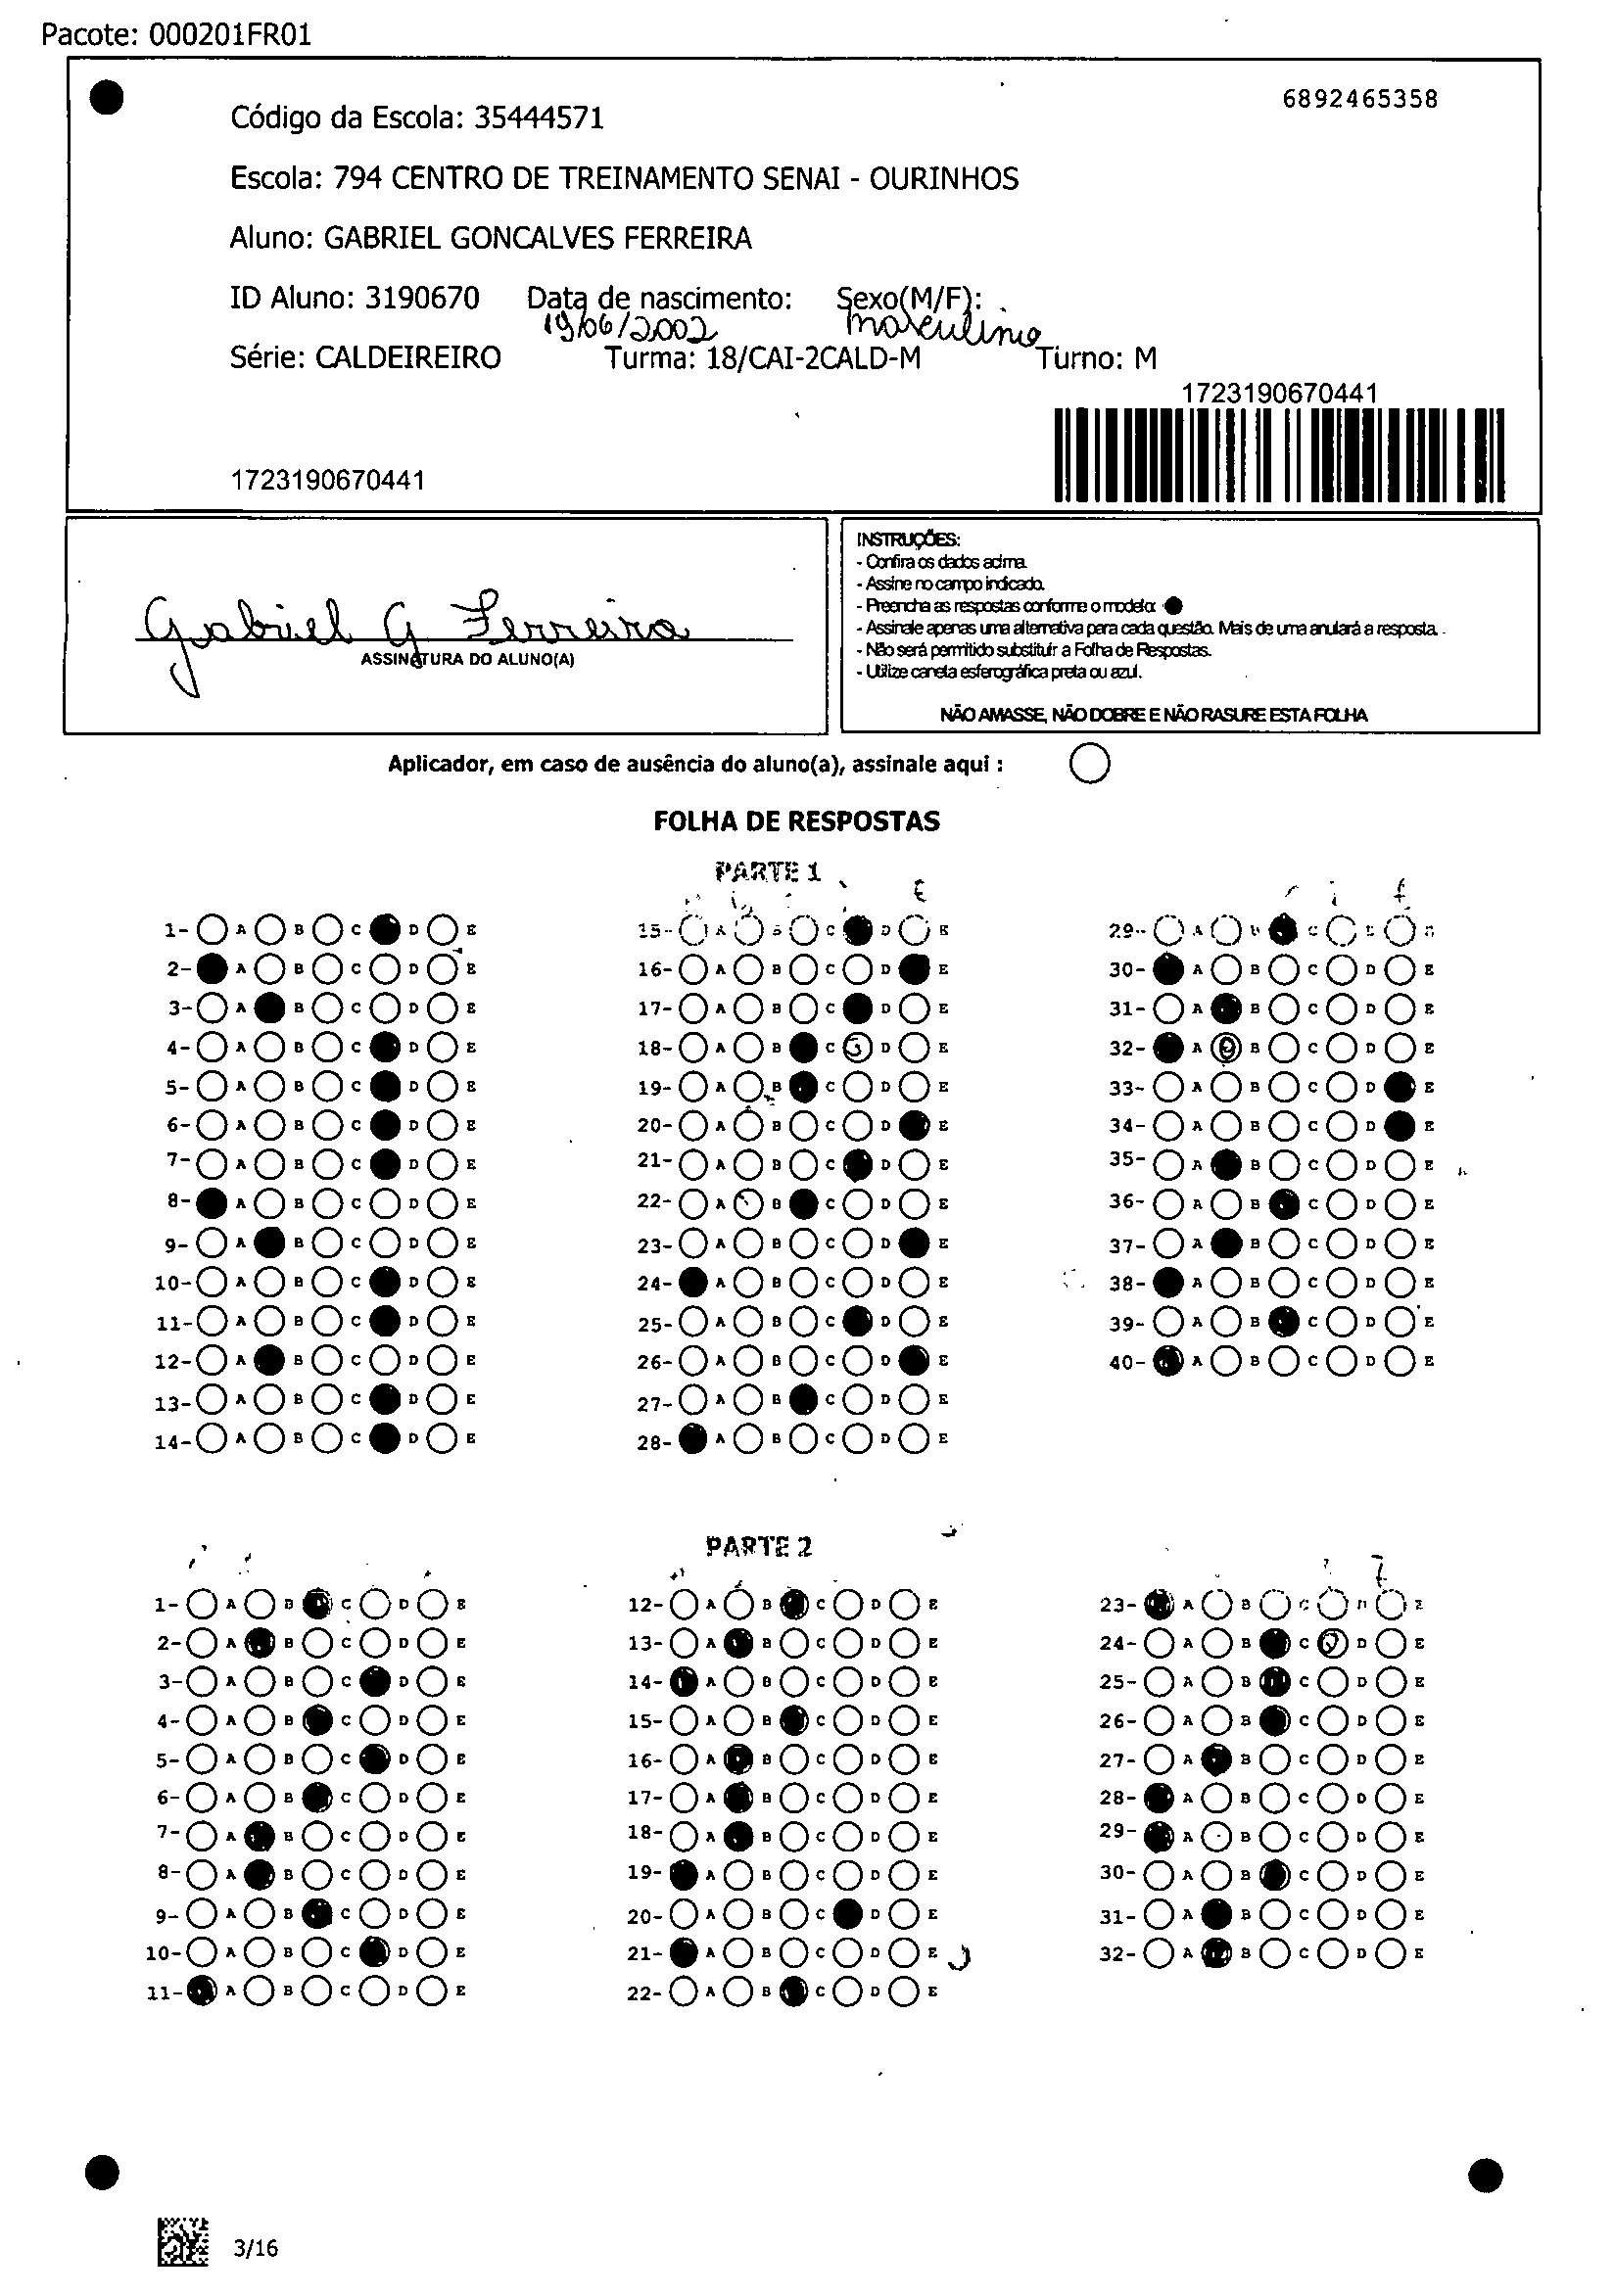 Pacote: 000201FR01
6892465358
Código da Escola: 35444571
Escola: 794 CENTRO DE TREINAMENTO SENAI - OURINHOS
Aluno: GABRIEL GONCALVES FERREIRA
ID Aluno: 3190670 Data de nascimento: Sexo(M/F):
19/06/2002 masculino
Série: CALDEIREIRO Turma: 18/CAI-2CALD-M Turno: M
1723190670441
1723190670441
INSTRUÇÕES:
- Confira os dados acima.
- Assine no campo indicado.
- Preencha as respostas conforme o modelo:
- Assinale apenas uma alternativa para cada questão. Mais de uma anulará a resposta.
- Não será permitido substituir a Folha de Respostas.
- Utilize caneta esferográfica preta ou azul.
NÃO AMASSE, NÃO DOBRE E NÃO RASURE ESTA FOLHA
Gabriel G Ferreira
ASSINATURA DO ALUNO(A)
Aplicador, em caso de ausência do aluno(a), assinale aqui :
FOLHA DE RESPOSTAS
PARTE 1
1- A B C D E
2- A B C D E
3- A B C D E
4- A B C D E
5- A B C D E
6- A B C D E
7- A B C D E
8- A B C D E
9- A B C D E
10- A B C D E
11- A B C D E
12- A B C D E
13- A B C D E
14- A B C D E
15- A B C D E
16- A B C D E
17- A B C D E
18- A B C D E
19- A B C D E
20- A B C D E
21- A B C D E
22- A B C D E
23- A B C D E
24- A B C D E
25- A B C D E
26- A B C D E
27- A B C D E
28- A B C D E
29- A B C D E
30- A B C D E
31- A B C D E
32- A B C D E
33- A B C D E
34- A B C D E
35- A B C D E
36- A B C D E
37- A B C D E
38- A B C D E
39- A B C D E
40- A B C D E
PARTE 2
1- A B C D E
2- A B C D E
3- A B C D E
4- A B C D E
5- A B C D E
6- A B C D E
7- A B C D E
8- A B C D E
9- A B C D E
10- A B C D E
11- A B C D E
12- A B C D E
13- A B C D E
14- A B C D E
15- A B C D E
16- A B C D E
17- A B C D E
18- A B C D E
19- A B C D E
20- A B C D E
21- A B C D E
22- A B C D E
23- A B C D E
24- A B C D E
25- A B C D E
26- A B C D E
27- A B C D E
28- A B C D E
29- A B C D E
30- A B C D E
31- A B C D E
32- A B C D E
3/16